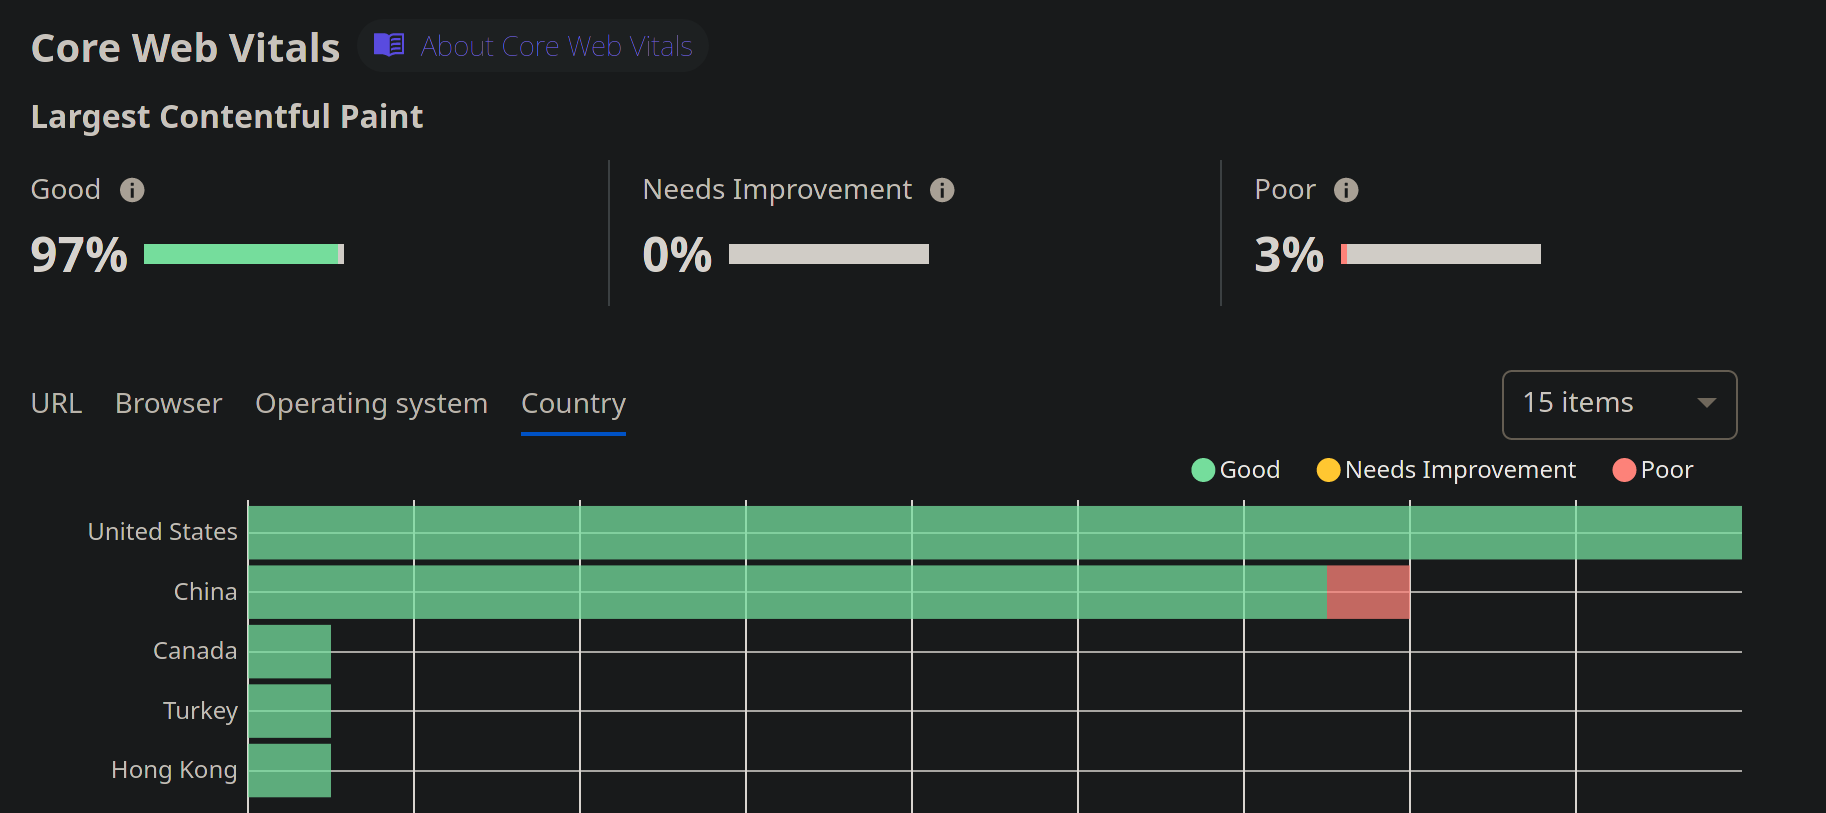 Core Web Vitals About Core Web Vitals
Largest Contentful Paint
Good Needs Improvement Poor
97% 0% 3%
URL Browser Operating system Country 15 items
Good Needs Improvement Poor
United States
China
Canada
Turkey
Hong Kong